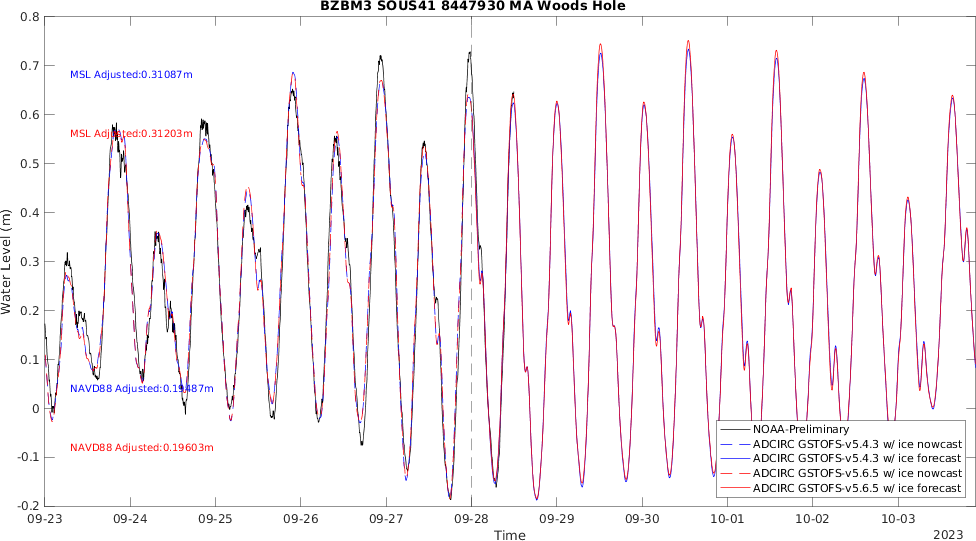 BZBM3 SOUS41 8447930 MA Woods Hole
0.8
0.7
0.6
0.5
0.4
0.3
0.2
0.1
0
-0.1
-0.2
Water Level (m)
MSL Adjusted:0.31087m
MSL Adjusted:0.31203m
NAVD88 Adjusted:0.19487m
NAVD88 Adjusted:0.19603m
NOAA-Preliminary
ADCIRC GSTOFS-v5.4.3 w/ ice nowcast
ADCIRC GSTOFS-v5.4.3 w/ ice forecast
ADCIRC GSTOFS-v5.6.5 w/ ice nowcast
ADCIRC GSTOFS-v5.6.5 w/ ice forecast
09-23 09-24 09-25 09-26 09-27 09-28 09-29 09-30 10-01 10-02 10-03
Time
2023